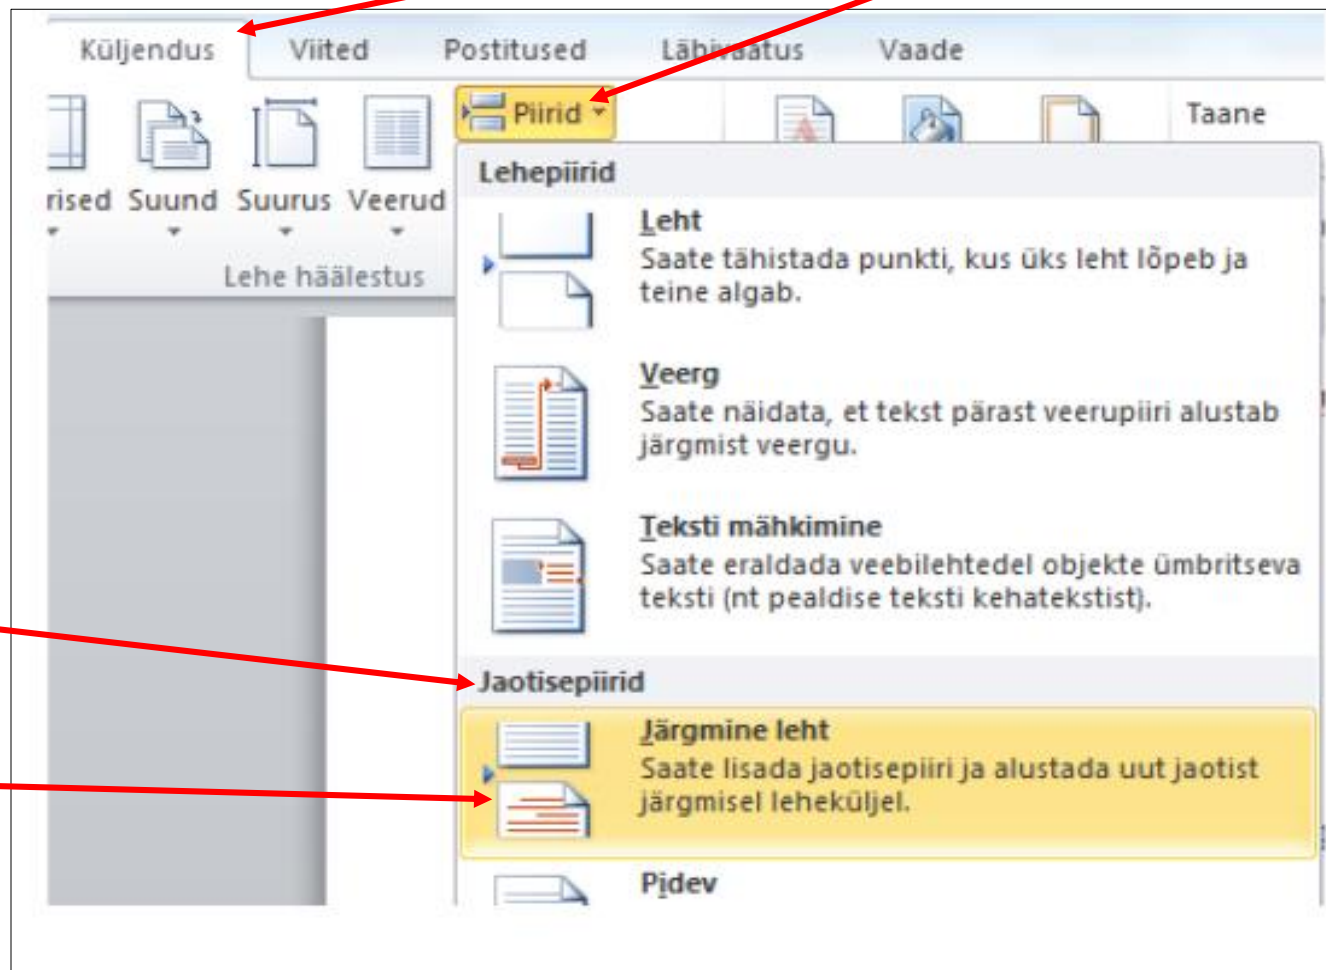 Küljendus Viited Postitused Lähivaatus Vaade
Piirid
Taane
rised Suund Suurus Veerud
Lehe häälestus
Lehepiirid
Leht
Saate tähistada punkti, kus üks leht lõpeb ja
teine algab.
Veerg
Saate näidata, et tekst pärast veerupiiri alustab
järgmist veergu.
Teksti mähkimine
Saate eraldada veebilehtedel objekte ümbritseva
teksti (nt pealdise teksti kehatekstist).
Jaotisepiirid
Järgmine leht
Saate lisada jaotisepiiri ja alustada uut jaotist
järgmisel leheküljel.
Pidev